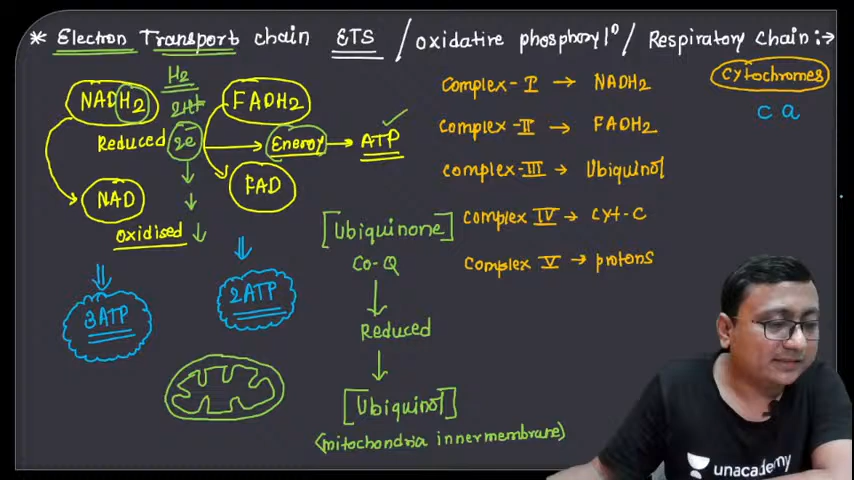 * Electron Transport chain ETS / oxidative phosphoryl^n / Respiratory chain:→
NADH2
H2
2H+
FADH2
Reduced
2e
Energy → ATP ✓
NAD
FAD
oxidised
3ATP
2ATP
[Ubiquinone]
Co-Q
Reduced
[Ubiquinol]
(mitochondria innermembrane)
Complex-I → NADH2
Complex-II → FADH2
Complex-III → Ubiquinol
Complex IV → Cyt-C
Complex V → protons
Cytochromes
C a
unacademy